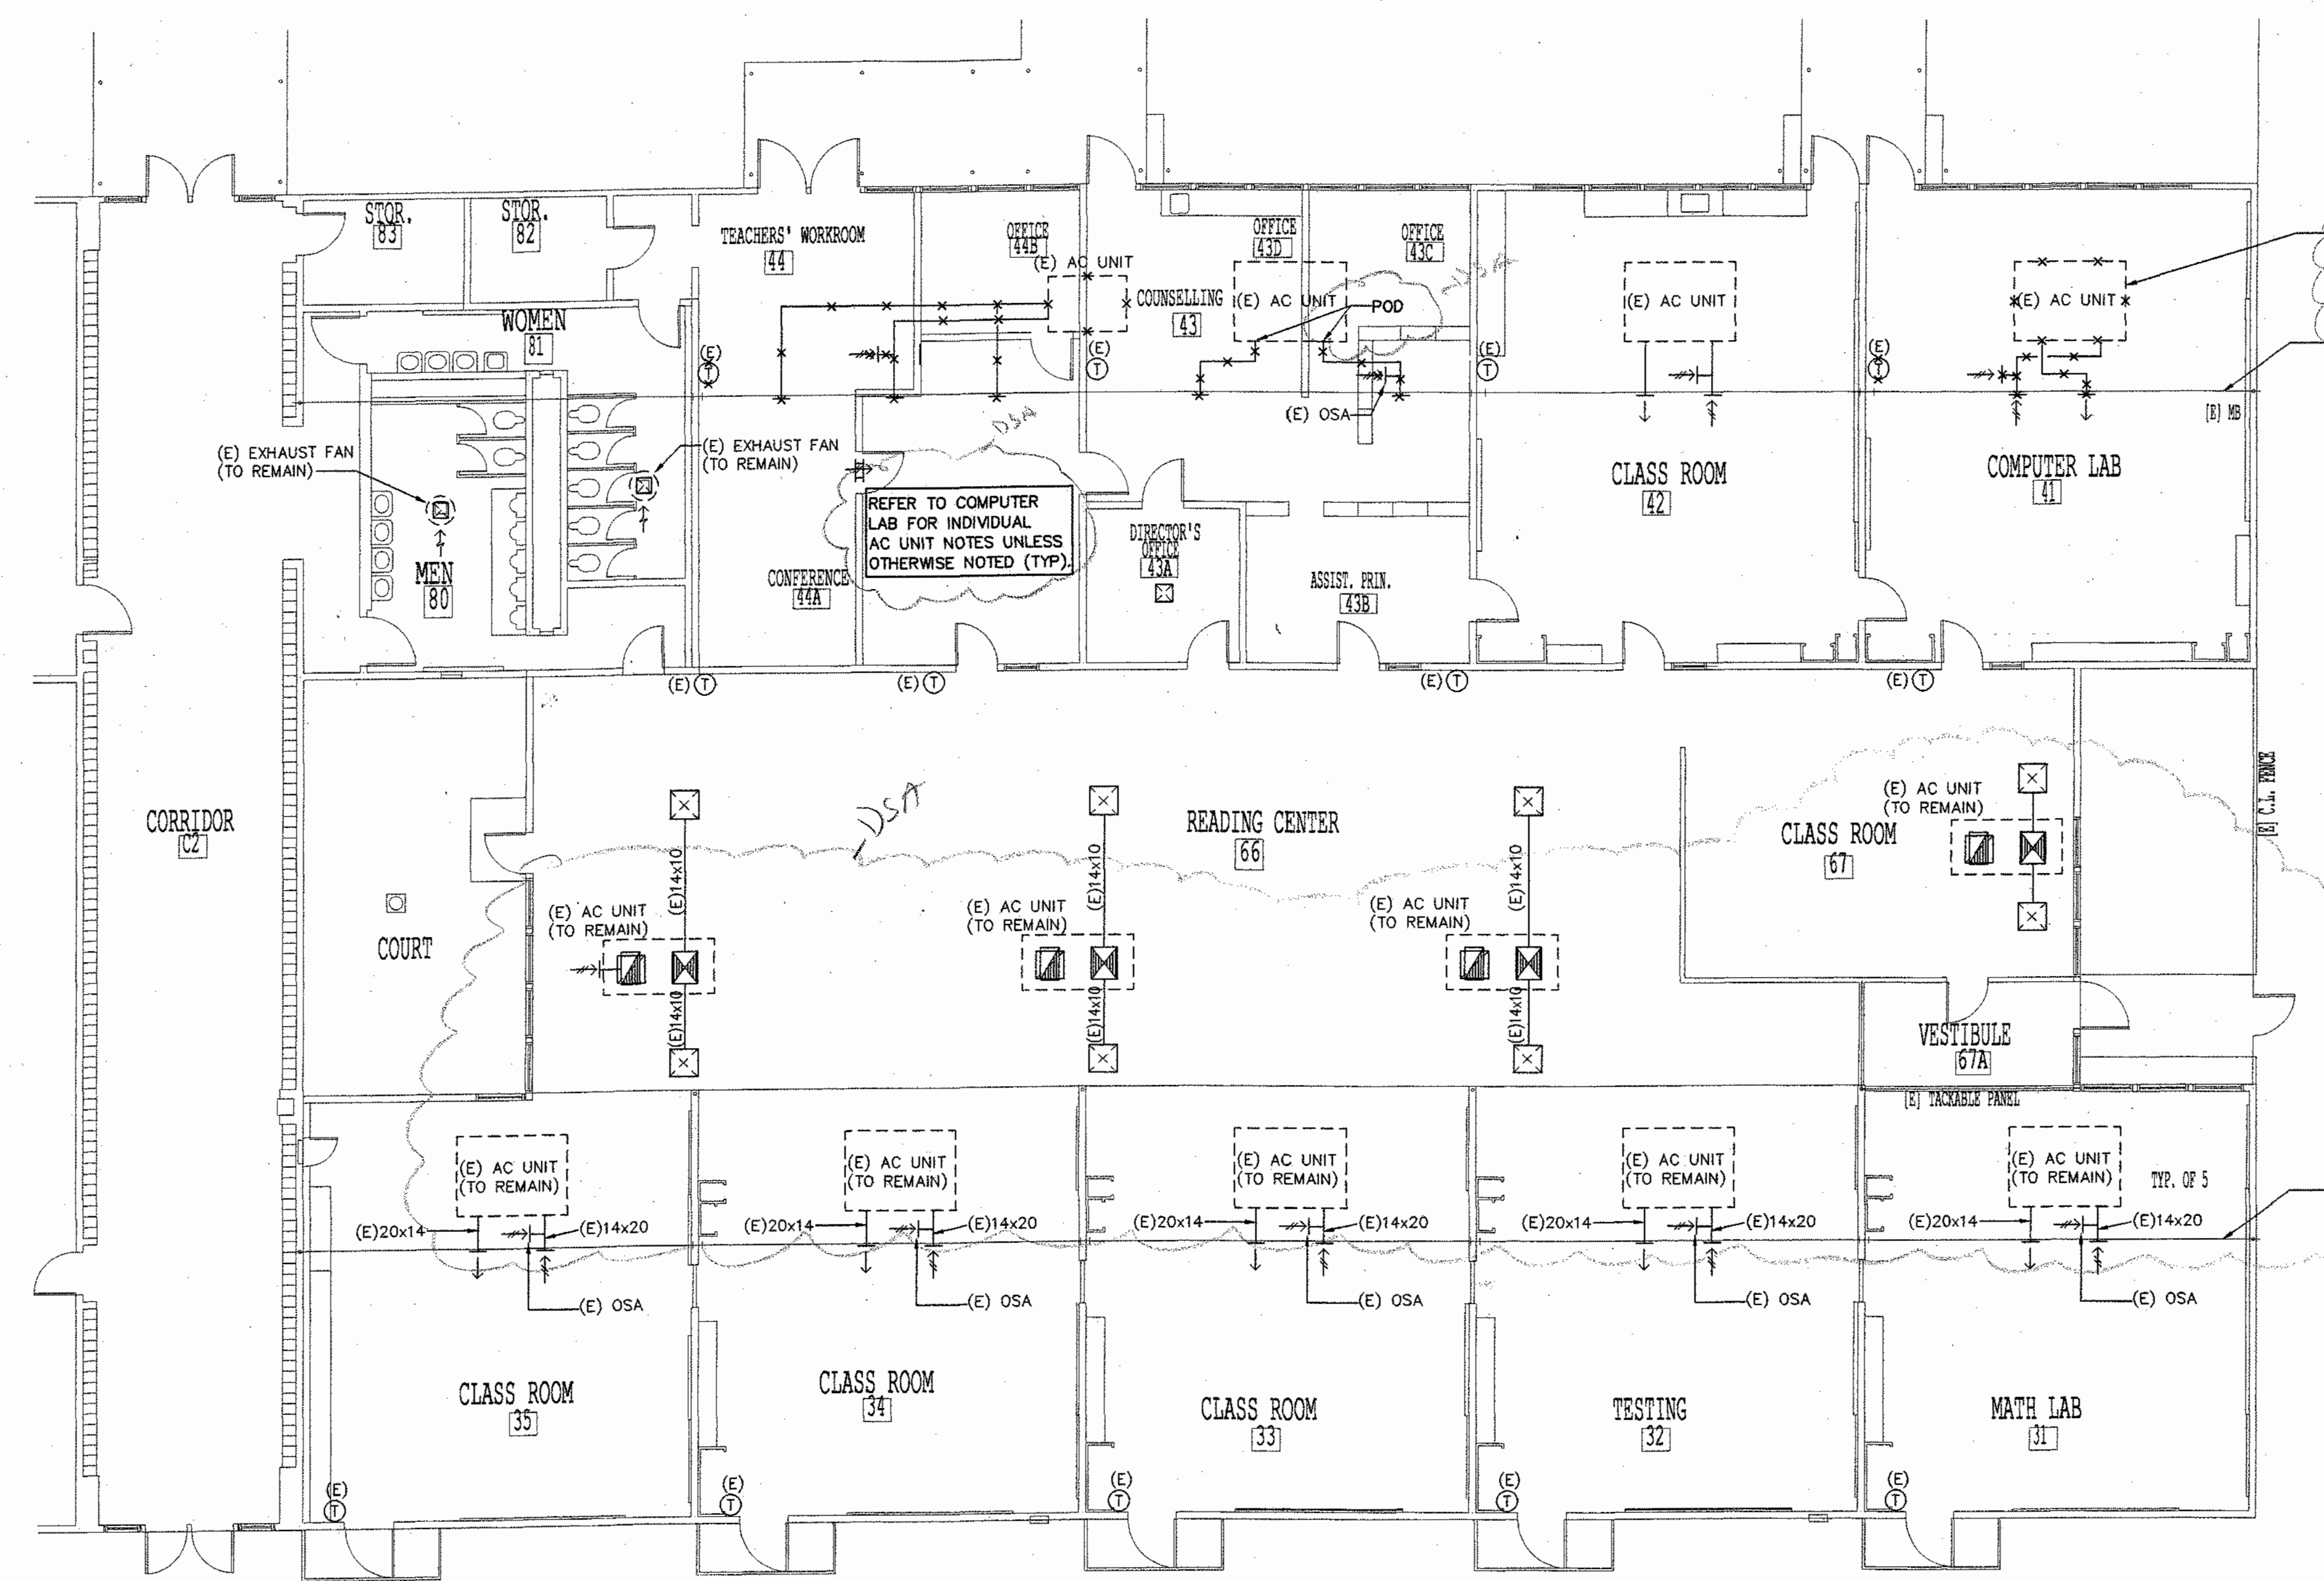 STOR.
83
STOR.
82
TEACHERS' WORKROOM
44
OFFICE
44B
(E) AC UNIT
COUNSELLING
43
OFFICE
43D
(E) AC UNIT
OFFICE
43C
POD
DSA
(E) AC UNIT
(E) AC UNIT
WOMEN
81
(E)
T
(E)
T
(E)
T
(E)
T
(E) OSA
[E] MB
DSA
(E) EXHAUST FAN
(TO REMAIN)
(E) EXHAUST FAN
(TO REMAIN)
CLASS ROOM
42
COMPUTER LAB
41
REFER TO COMPUTER
LAB FOR INDIVIDUAL
AC UNIT NOTES UNLESS
OTHERWISE NOTED (TYP).
MEN
80
CONFERENCE
44A
DIRECTOR'S
OFFICE
43A
ASSIST. PRIN.
43B
(E) T
(E) T
(E) T
(E) T
CORRIDOR
C2
COURT
DSA
READING CENTER
66
CLASS ROOM
67
(E) AC UNIT
(TO REMAIN)
[E] C.L. FENCE
(E)14x10
(E)14x10
(E)14x10
(E) AC UNIT
(TO REMAIN)
(E) AC UNIT
(TO REMAIN)
(E) AC UNIT
(TO REMAIN)
(E)14x10
(E)14x10
(E)14x10
VESTIBULE
67A
[E] TACKABLE PANEL
(E) AC UNIT
(TO REMAIN)
(E) AC UNIT
(TO REMAIN)
(E) AC UNIT
(TO REMAIN)
(E) AC UNIT
(TO REMAIN)
(E) AC UNIT
(TO REMAIN)
TYP. OF 5
(E)20x14
(E)14x20
(E)20x14
(E)14x20
(E)20x14
(E)14x20
(E)20x14
(E)14x20
(E)20x14
(E)14x20
(E) OSA
(E) OSA
(E) OSA
(E) OSA
(E) OSA
CLASS ROOM
35
CLASS ROOM
34
CLASS ROOM
33
TESTING
32
MATH LAB
31
(E)
T
(E)
T
(E)
T
(E)
T
(E)
T